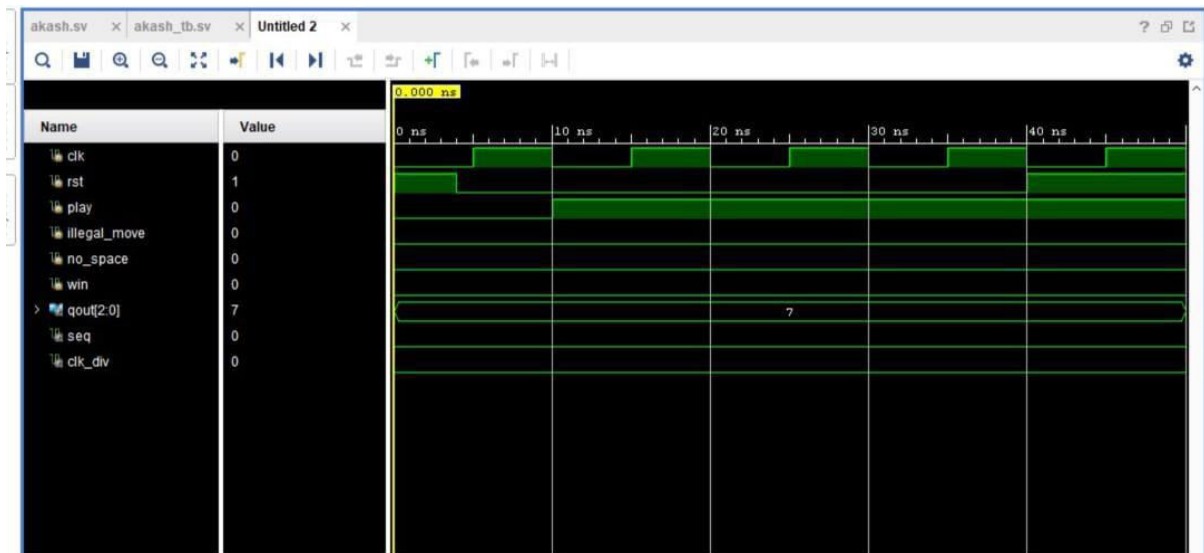 akash.sv × akash_tb.sv × Untitled 2 ×
?
0.000 ns
Name Value
0 ns 10 ns 20 ns 30 ns 40 ns
clk 0
rst 1
play 0
illegal_move 0
no_space 0
win 0
> qout[2:0] 7 7
seq 0
clk_div 0